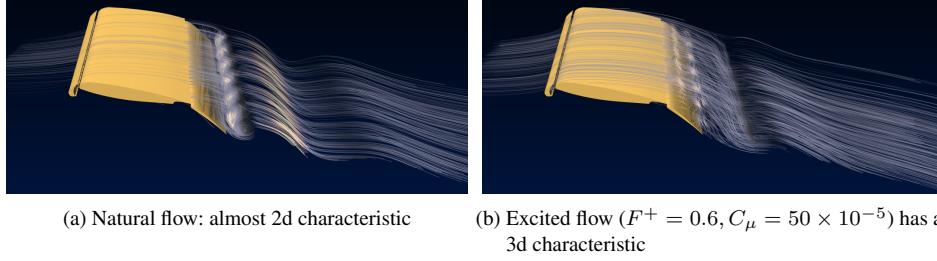 (a) Natural flow: almost 2d characteristic
(b) Excited flow (F⁺ = 0.6, C_μ = 50 × 10⁻⁵) has a
3d characteristic